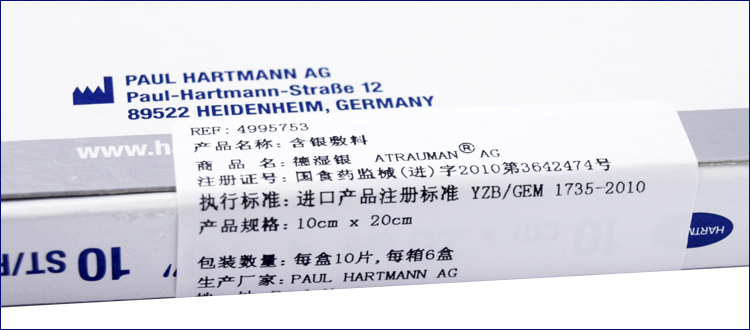 PAUL HARTMANN AG
Paul-Hartmann-Straße 12
89522 HEIDENHEIM, GERMANY
www.h
REF: 4995753
产品名称: 含银敷料
商 品 名: 德湿银 ATRAUMAN® AG
注册证号: 国食药监械(进)字2010第3642474号
执行标准: 进口产品注册标准 YZB/GEM 1735-2010
产品规格: 10cm x 20cm
包装数量: 每盒10片, 每箱6盒
生产厂家: PAUL HARTMANN AG
10 ST/P
HARTM